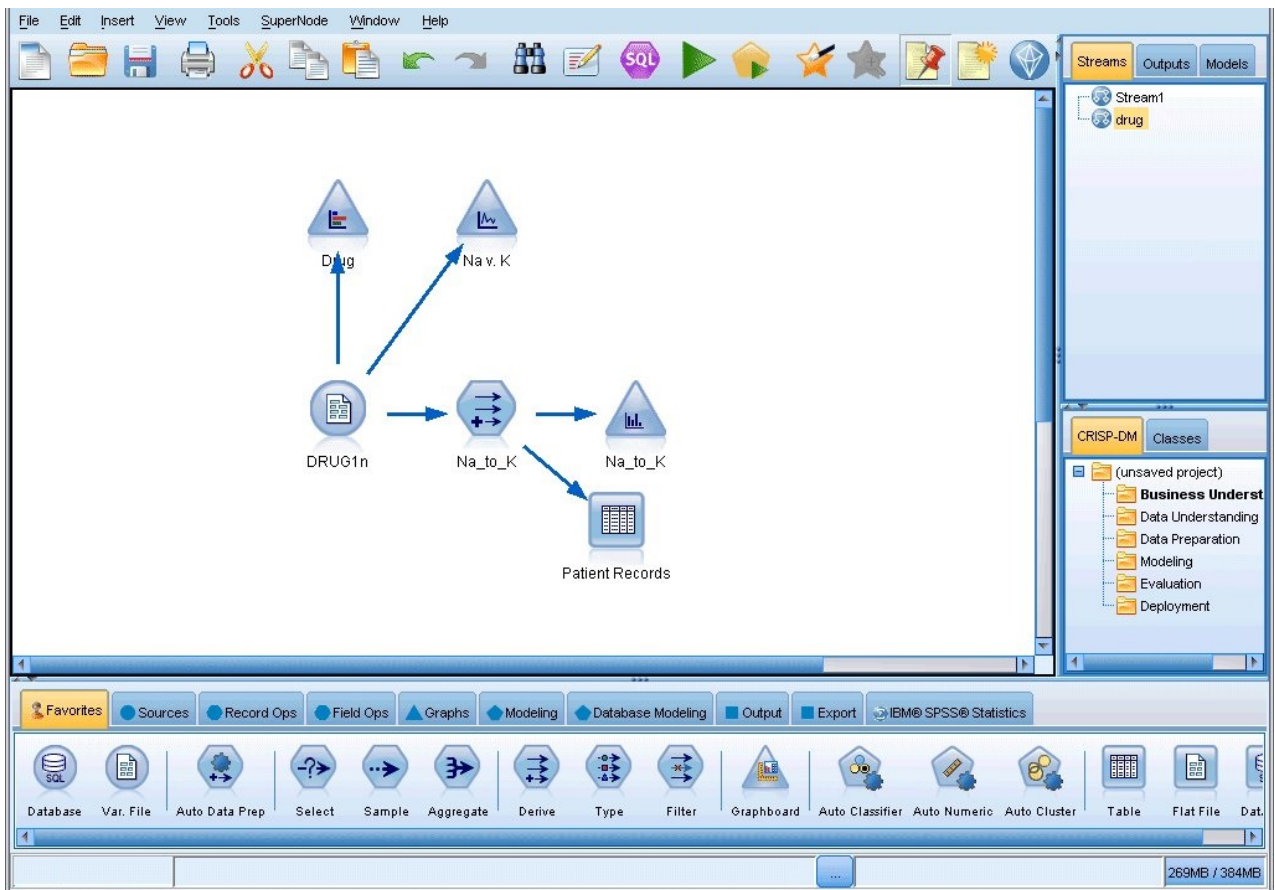 File Edit Insert View Tools SuperNode Window Help
SQL
Streams Outputs Models
Stream1
drug
Drug
Na v. K
DRUG1n
Na_to_K
Na_to_K
Patient Records
CRISP-DM Classes
(unsaved project)
Business Underst
Data Understanding
Data Preparation
Modeling
Evaluation
Deployment
Favorites Sources Record Ops Field Ops Graphs Modeling Database Modeling Output Export IBM® SPSS® Statistics
SQL
Database Var. File Auto Data Prep Select Sample Aggregate Derive Type Filter Graphboard Auto Classifier Auto Numeric Auto Cluster Table Flat File Dat.
...
269MB / 384MB